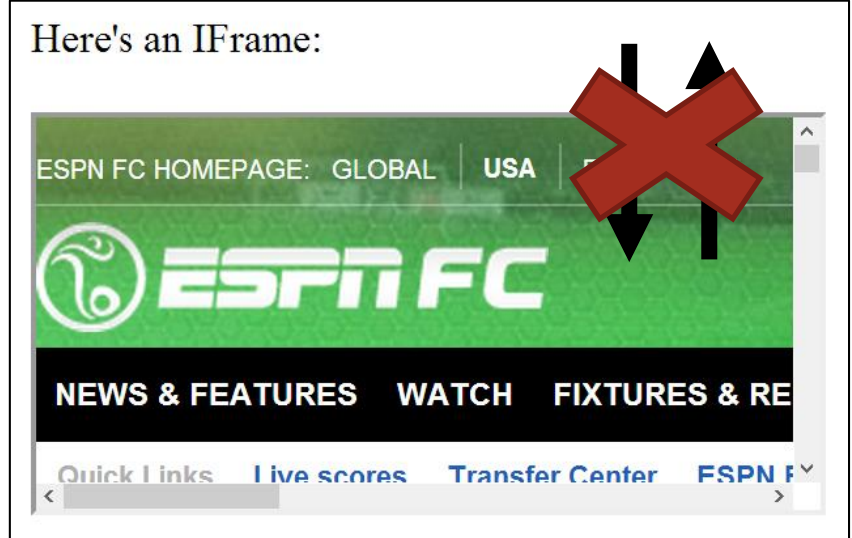 Here's an IFrame:
ESPN FC HOMEPAGE: GLOBAL USA
ESPN FC
NEWS & FEATURES WATCH FIXTURES & RE
Quick Links Live scores Transfer Center ESPN F